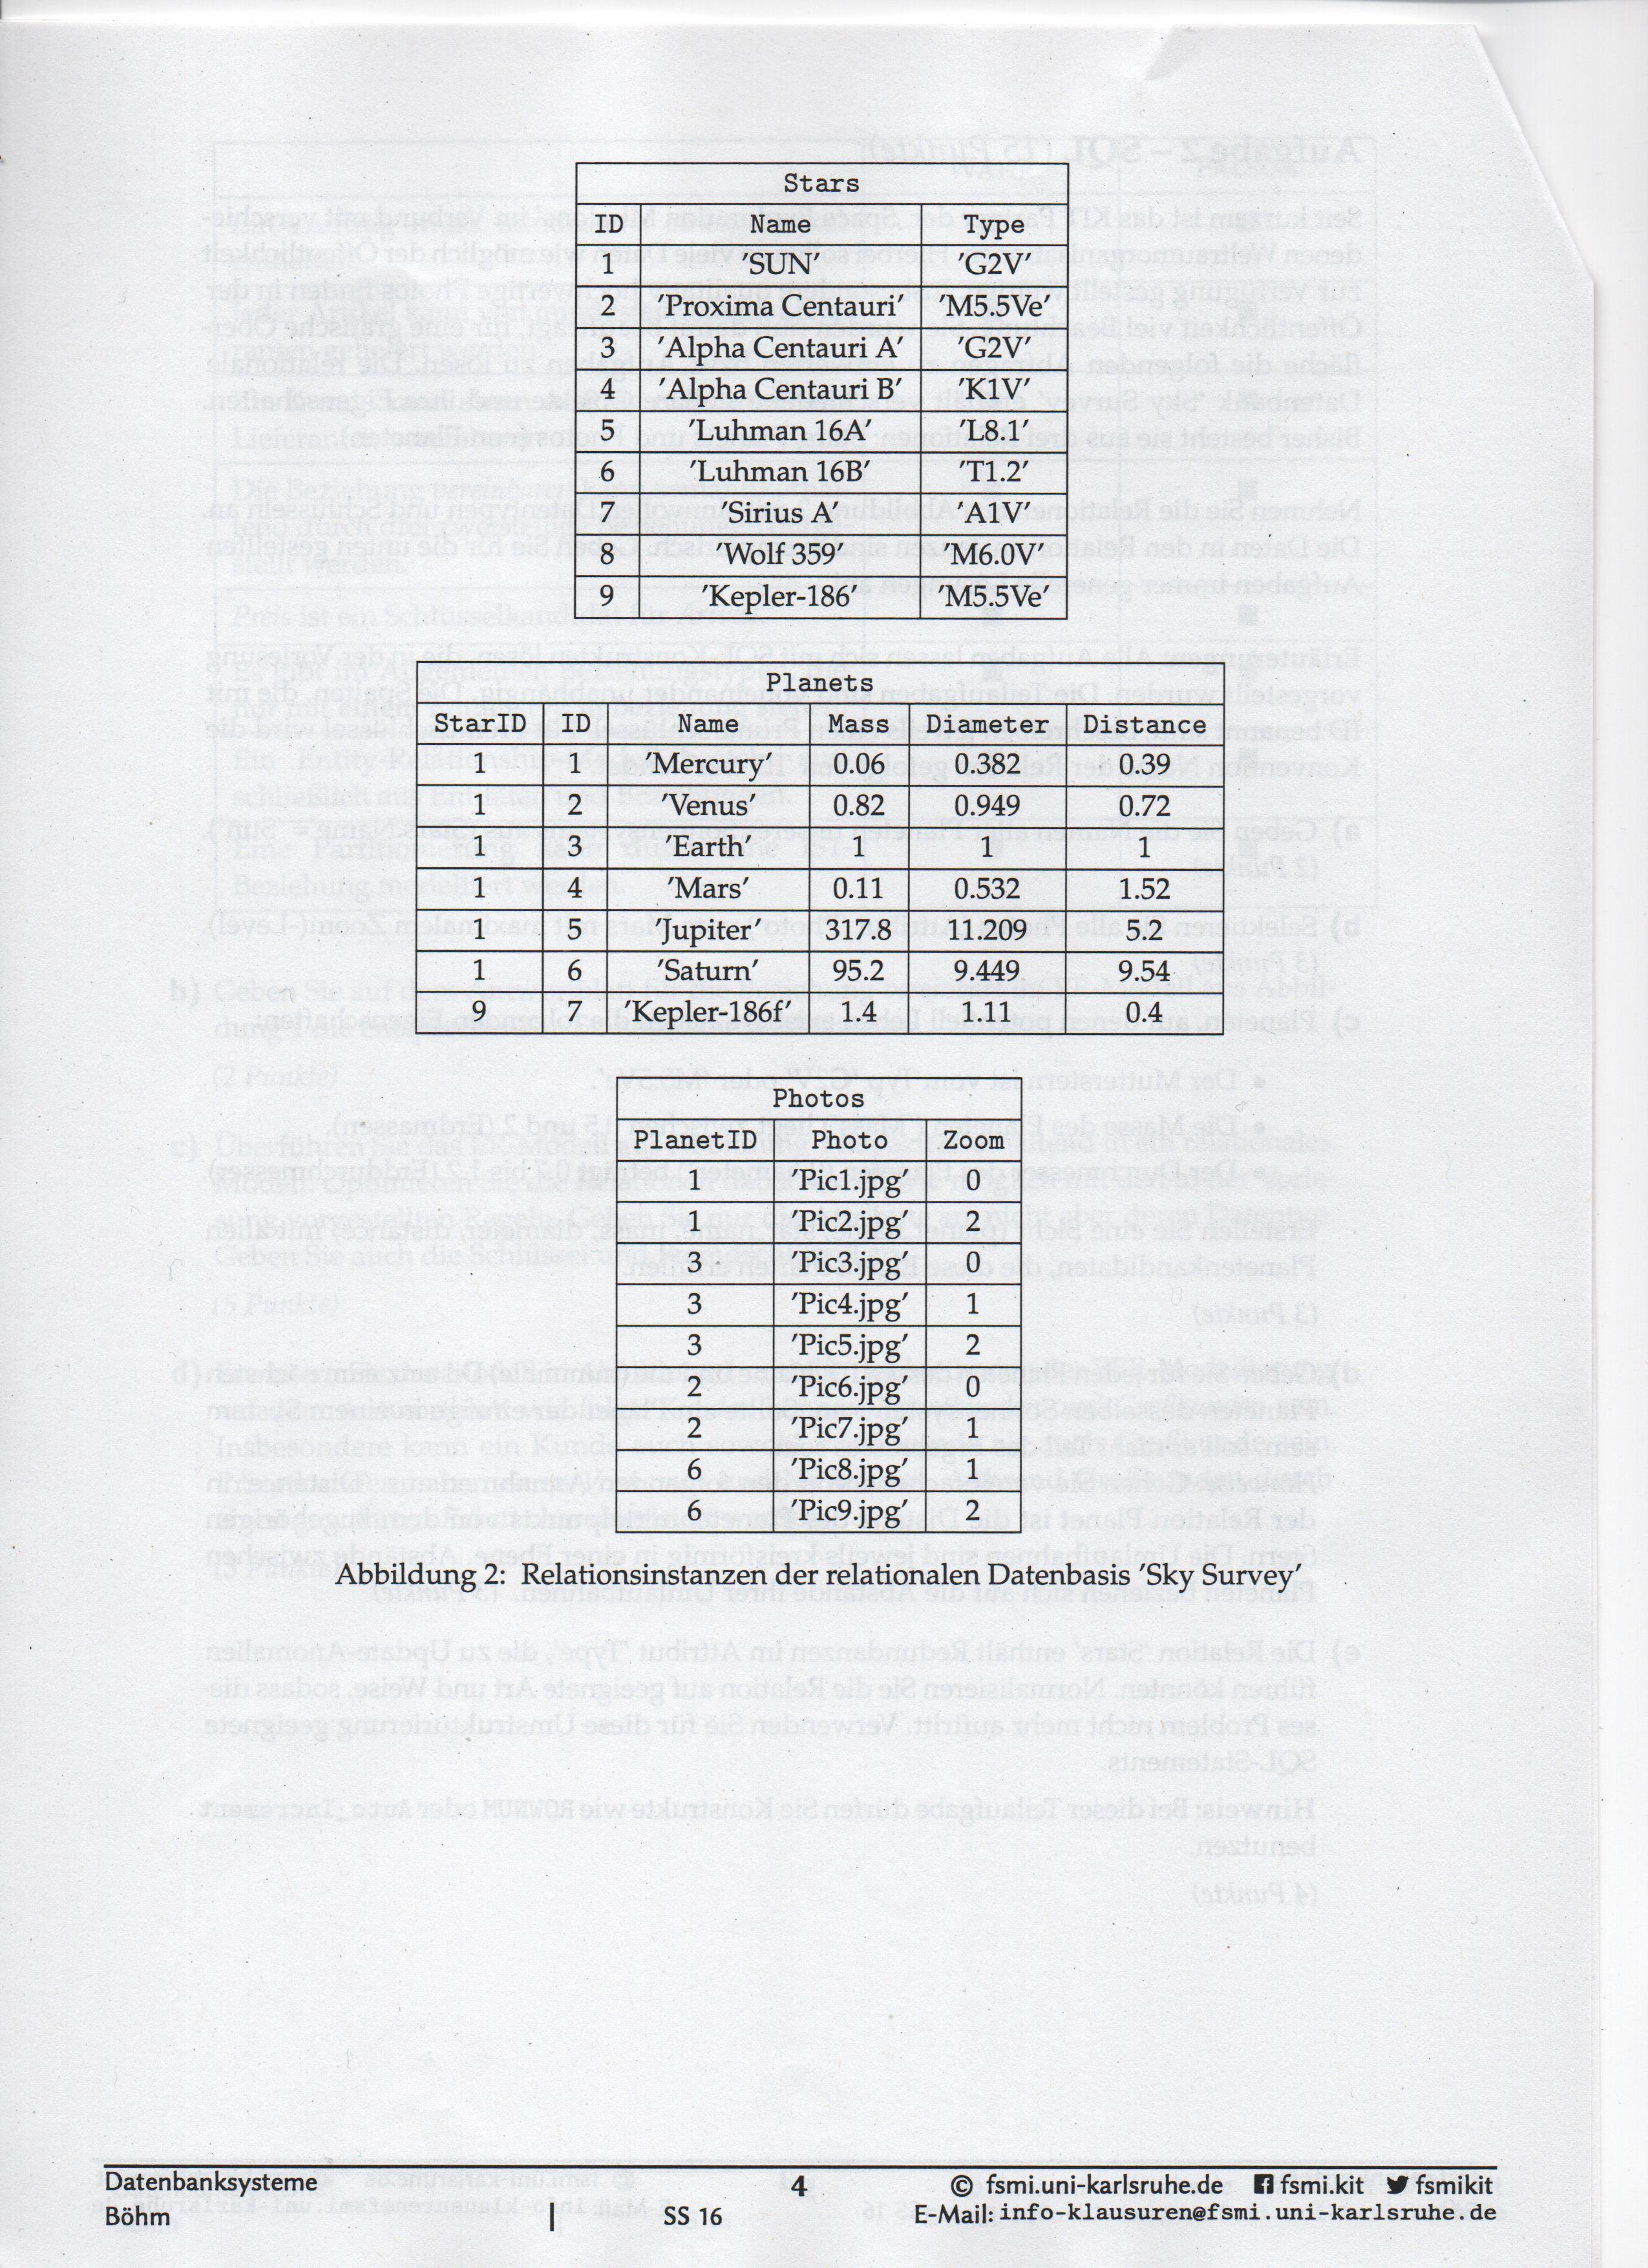 Stars
ID Name Type
1 'SUN' 'G2V'
2 'Proxima Centauri' 'M5.5Ve'
3 'Alpha Centauri A' 'G2V'
4 'Alpha Centauri B' 'K1V'
5 'Luhman 16A' 'L8.1'
6 'Luhman 16B' 'T1.2'
7 'Sirius A' 'A1V'
8 'Wolf 359' 'M6.0V'
9 'Kepler-186' 'M5.5Ve'
Planets
StarID ID Name Mass Diameter Distance
1 1 'Mercury' 0.06 0.382 0.39
1 2 'Venus' 0.82 0.949 0.72
1 3 'Earth' 1 1 1
1 4 'Mars' 0.11 0.532 1.52
1 5 'Jupiter' 317.8 11.209 5.2
1 6 'Saturn' 95.2 9.449 9.54
9 7 'Kepler-186f' 1.4 1.11 0.4
Photos
PlanetID Photo Zoom
1 'Pic1.jpg' 0
1 'Pic2.jpg' 2
3 'Pic3.jpg' 0
3 'Pic4.jpg' 1
3 'Pic5.jpg' 2
2 'Pic6.jpg' 0
2 'Pic7.jpg' 1
6 'Pic8.jpg' 1
6 'Pic9.jpg' 2
Abbildung 2: Relationsinstanzen der relationalen Datenbasis 'Sky Survey'
Datenbanksysteme 4 © fsmi.uni-karlsruhe.de fsmi.kit fsmikit
Böhm SS 16 E-Mail: info-klausuren@fsmi.uni-karlsruhe.de